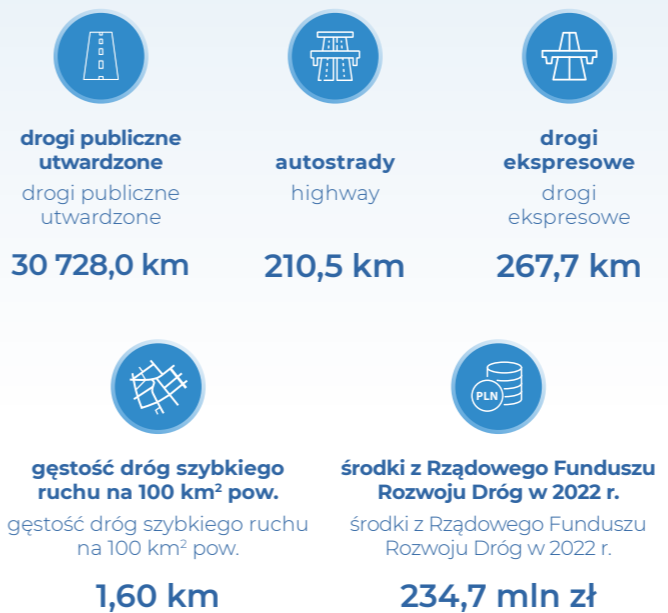 drogi publiczne
utwardzone
drogi publiczne
utwardzone
30 728,0 km
autostrady
highway
210,5 km
drogi
ekspresowe
drogi
ekspresowe
267,7 km
gęstość dróg szybkiego
ruchu na 100 km² pow.
gęstość dróg szybkiego ruchu
na 100 km² pow.
1,60 km
PLN
środki z Rządowego Funduszu
Rozwoju Dróg w 2022 r.
środki z Rządowego Funduszu
Rozwoju Dróg w 2022 r.
234,7 mln zł